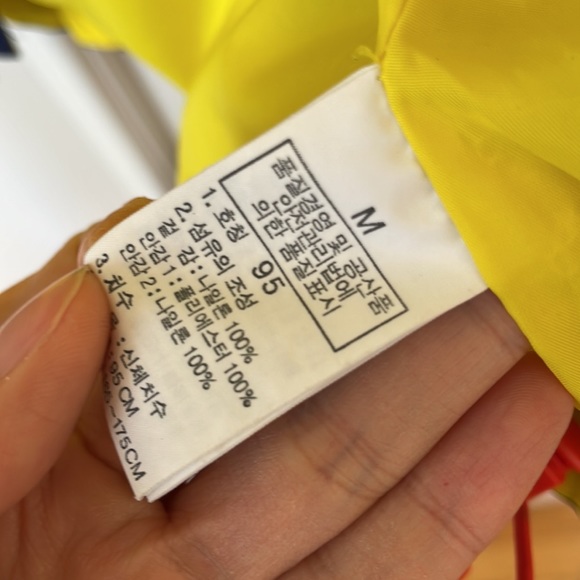 M
품질경영 및 공산품
안전관리법에
의한 품질표시
1. 호칭 95
2. 섬유의 조성
겉 감 : 나일론 100%
안감 1 : 폴리에스터 100%
안감 2 : 나일론 100%
3. 치수 : 신체치수
95 CM
~175CM